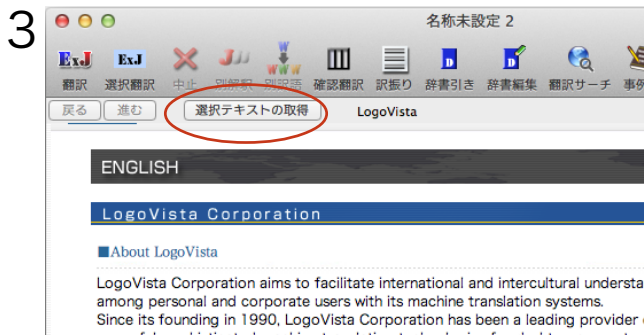 3
名称未設定 2
ExJ ExJ
翻訳 選択翻訳 中止 別解釈 別訳語 確認翻訳 訳振り 辞書引き 辞書編集 翻訳サーチ 事例
戻る 進む 選択テキストの取得 LogoVista
ENGLISH
LogoVista Corporation
■About LogoVista
LogoVista Corporation aims to facilitate international and intercultural understa
among personal and corporate users with its machine translation systems.
Since its founding in 1990, LogoVista Corporation has been a leading provider